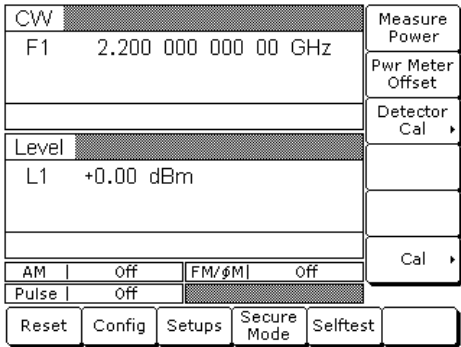 CW
F1 2.200 000 000 00 GHz
Level
L1 +0.00 dBm
AM | Off FM/ϕM| Off
Pulse | Off
Measure
Power
Pwr Meter
Offset
Detector
Cal
Cal
Reset Config Setups Secure Mode Selftest